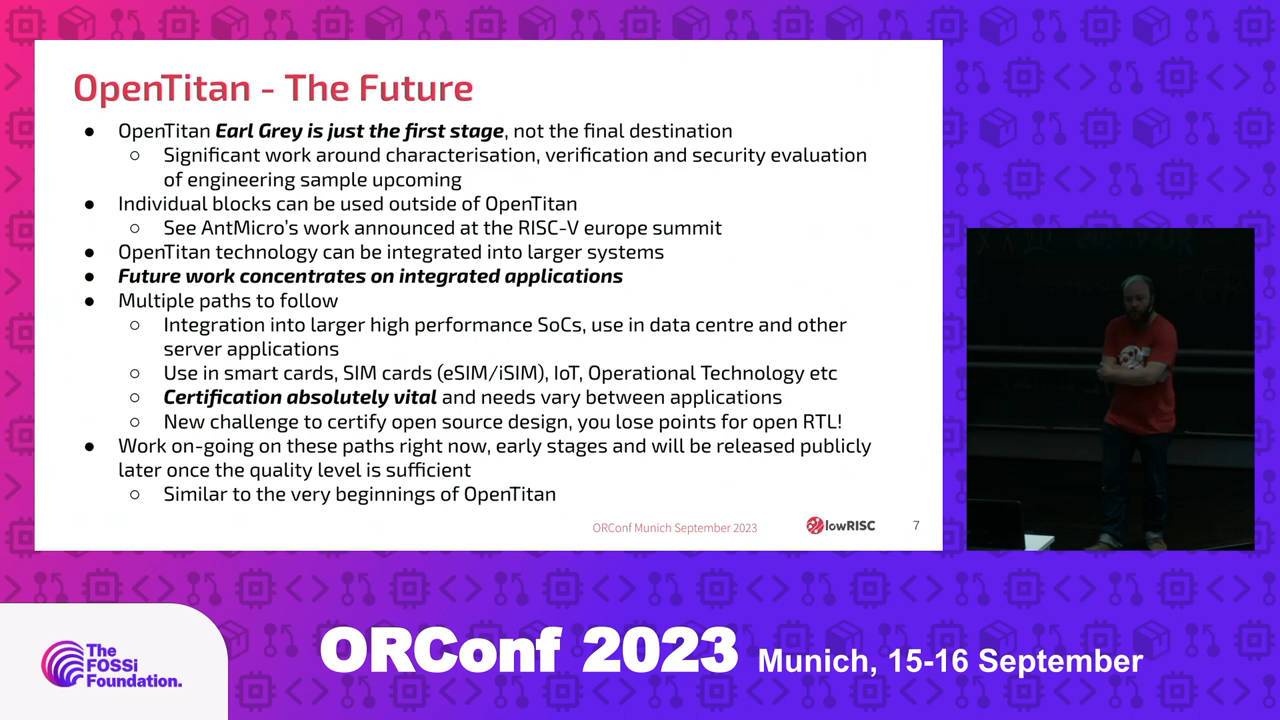 OpenTitan - The Future
● OpenTitan Earl Grey is just the first stage, not the final destination
○ Significant work around characterisation, verification and security evaluation
of engineering sample upcoming
● Individual blocks can be used outside of OpenTitan
○ See AntMicro's work announced at the RISC-V europe summit
● OpenTitan technology can be integrated into larger systems
● Future work concentrates on integrated applications
● Multiple paths to follow
○ Integration into larger high performance SoCs, use in data centre and other
server applications
○ Use in smart cards, SIM cards (eSIM/iSIM), IoT, Operational Technology etc
○ Certification absolutely vital and needs vary between applications
○ New challenge to certify open source design, you lose points for open RTL!
● Work on-going on these paths right now, early stages and will be released publicly
later once the quality level is sufficient
○ Similar to the very beginnings of OpenTitan
ORConf Munich September 2023
lowRISC
7
The
FOSSi
Foundation.
ORConf 2023 Munich, 15-16 September